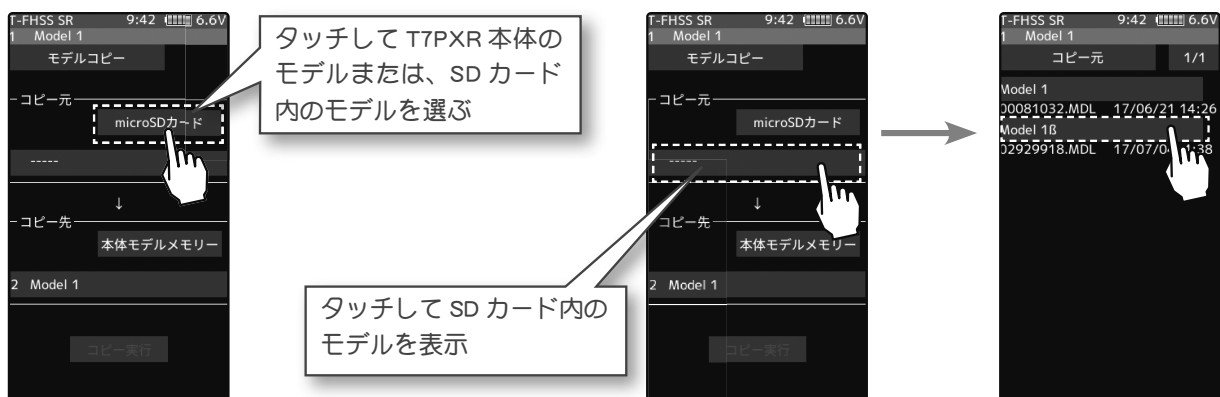 T-FHSS SR 9:42 6.6V
1 Model 1
モデルコピー
コピー元
microSDカード
-----
↓
コピー先
本体モデルメモリー
2 Model 1
コピー実行
タッチして T7PXR 本体の
モデルまたは、SD カード
内のモデルを選ぶ
T-FHSS SR 9:42 6.6V
1 Model 1
モデルコピー
コピー元
microSDカード
-----
↓
コピー先
本体モデルメモリー
2 Model 1
コピー実行
タッチして SD カード内の
モデルを表示
T-FHSS SR 9:42 6.6V
1 Model 1
コピー元 1/1
Model 1
00081032.MDL 17/06/21 14:26
Model 1ß
02929918.MDL 17/07/04 :38